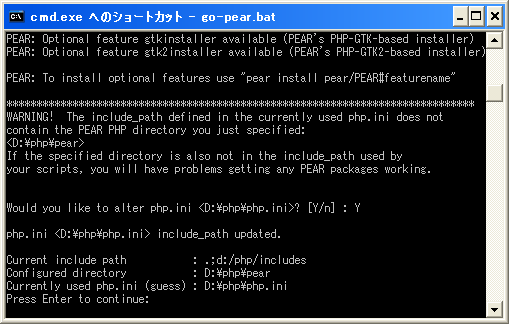 cmd.exe へのショートカット - go-pear.bat
PEAR: Optional feature gtkinstaller available (PEAR's PHP-GTK-based installer)
PEAR: Optional feature gtk2installer available (PEAR's PHP-GTK2-based installer)
PEAR: To install optional features use "pear install pear/PEAR#featurename"
******************************************************************************
WARNING!  The include_path defined in the currently used php.ini does not
contain the PEAR PHP directory you just specified:
<D:¥php¥pear>
If the specified directory is also not in the include_path used by
your scripts, you will have problems getting any PEAR packages working.
Would you like to alter php.ini <D:¥php¥php.ini>? [Y/n] : Y
php.ini <D:¥php¥php.ini> include_path updated.
Current include path           : .;d:/php/includes
Configured directory           : D:¥php¥pear
Currently used php.ini (guess) : D:¥php¥php.ini
Press Enter to continue: